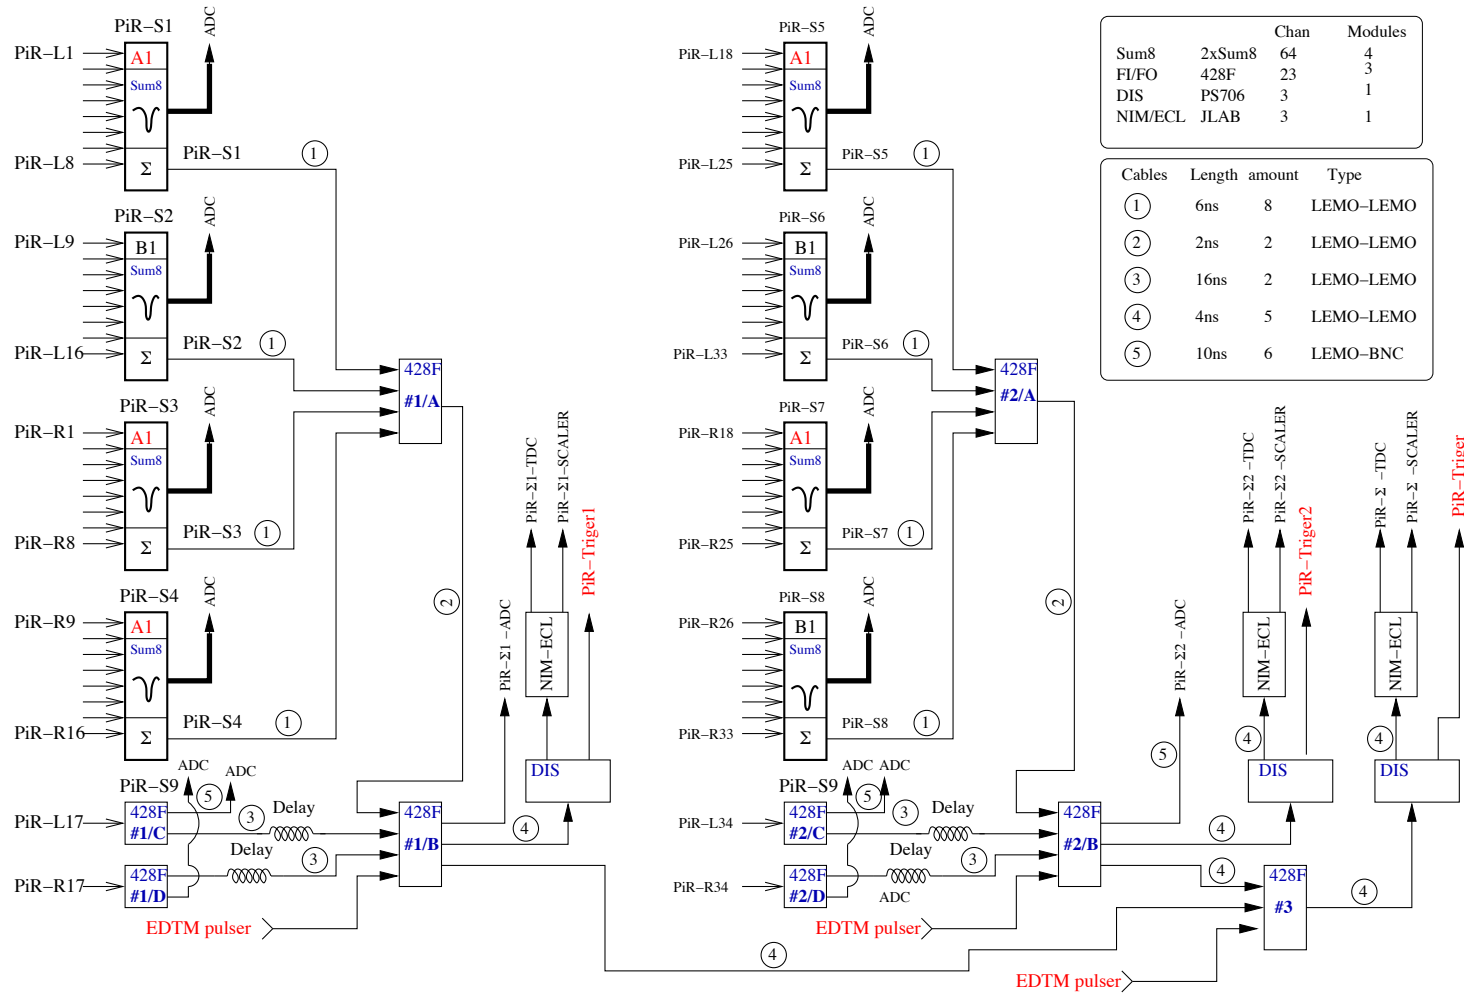 PiR-S1
ADC
PiR-L1
A1
Sum8
PiR-L8
Σ
PiR-S1
1
PiR-S2
ADC
PiR-L9
B1
Sum8
PiR-L16
Σ
PiR-S2
1
PiR-S3
ADC
PiR-R1
A1
Sum8
PiR-R8
Σ
PiR-S3
1
PiR-S4
ADC
PiR-R9
A1
Sum8
PiR-R16
Σ
PiR-S4
1
428F
#1/A
2
PiR-S9
ADC
ADC
5
PiR-L17
428F
#1/C
3
Delay
PiR-R17
428F
#1/D
Delay
3
EDTM pulser
428F
#1/B
PiR-Σ1 -ADC
4
DIS
NIM-ECL
PiR-Σ1-TDC
PiR-Σ1-SCALER
PiR-Triger1
4
PiR-S5
ADC
PiR-L18
A1
Sum8
PiR-L25
Σ
PiR-S5
1
PiR-S6
ADC
PiR-L26
B1
Sum8
PiR-L33
Σ
PiR-S6
1
PiR-S7
ADC
PiR-R18
A1
Sum8
PiR-R25
Σ
PiR-S7
1
PiR-S8
ADC
PiR-R26
B1
Sum8
PiR-R33
Σ
PiR-S8
1
428F
#2/A
2
PiR-S9
ADC
ADC
5
PiR-L34
428F
#2/C
3
Delay
PiR-R34
428F
#2/D
Delay
3
ADC
EDTM pulser
428F
#2/B
5
PiR-Σ2 -ADC
4
4
DIS
4
NIM-ECL
PiR-Σ2 -TDC
PiR-Σ2 -SCALER
PiR-Triger2
428F
#3
EDTM pulser
4
DIS
4
NIM-ECL
PiR-Σ -TDC
PiR-Σ -SCALER
PiR-Triger
Chan Modules
Sum8 2xSum8 64 4
FI/FO 428F 23 3
DIS PS706 3 1
NIM/ECL JLAB 3 1
Cables Length amount Type
1 6ns 8 LEMO-LEMO
2 2ns 2 LEMO-LEMO
3 16ns 2 LEMO-LEMO
4 4ns 5 LEMO-LEMO
5 10ns 6 LEMO-BNC